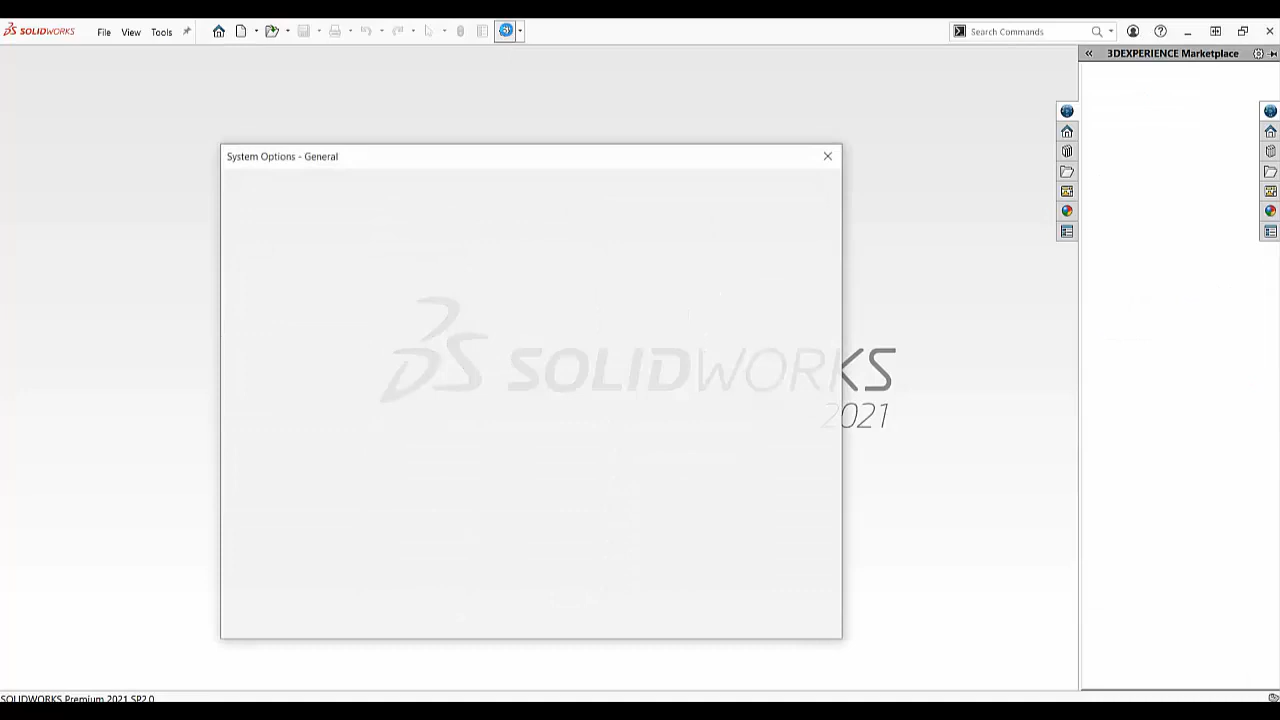 SOLIDWORKS File View Tools Search Commands
3DEXPERIENCE Marketplace
System Options - General
SOLIDWORKS
2021
SOLIDWORKS Premium 2021 SP2.0